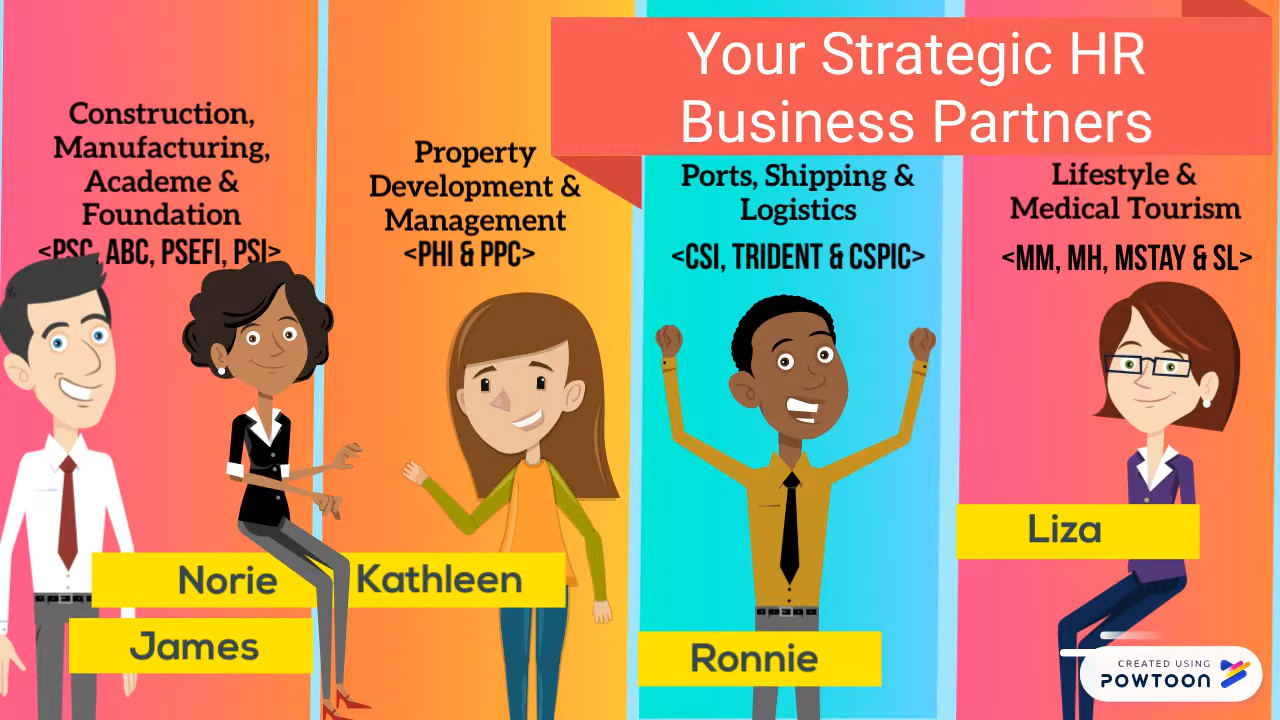 Your Strategic HR
Business Partners
Construction,
Manufacturing,
Academe &
Foundation
<PSC, ABC, PSEFI, PSI>
Property
Development &
Management
<PHI & PPC>
Ports, Shipping &
Logistics
<CSI, TRIDENT & CSPIC>
Lifestyle &
Medical Tourism
<MM, MH, MSTAY & SL>
Norie
James
Kathleen
Ronnie
Liza
CREATED USING
POWTOON